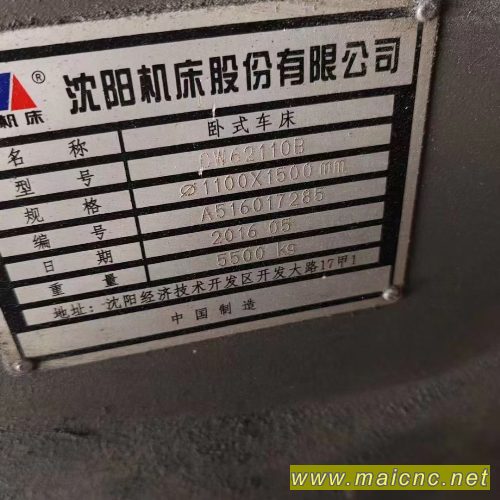 沈阳机床股份有限公司
机床 ®
名 称 卧式车床
型 号 CW62110B
规 格 Ø1100X1500mm
编 号 A516017285
日 期 2016 05
重 量 5500 kg
地址: 沈阳经济技术开发区开发大路17甲1
中国制造
www.maicnc.net